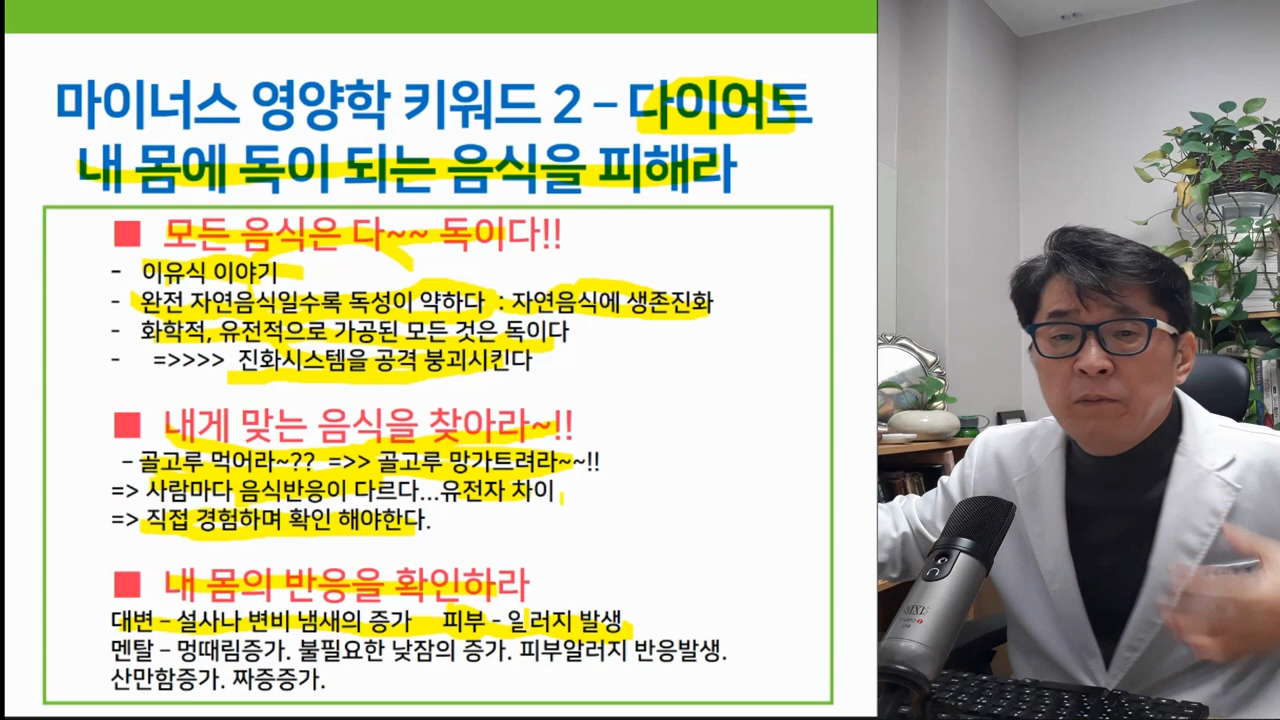 마이너스 영양학 키워드 2 – 다이어트
내 몸에 독이 되는 음식을 피해라
■ 모든 음식은 다~~ 독이다!!
- 이유식 이야기
- 완전 자연음식일수록 독성이 약하다 : 자연음식에 생존진화
- 화학적, 유전적으로 가공된 모든 것은 독이다
- =>>>> 진화시스템을 공격 붕괴시킨다
■ 내게 맞는 음식을 찾아라~!!
– 골고루 먹어라~?? =>> 골고루 망가트려라~~!!
=> 사람마다 음식반응이 다르다...유전자 차이
=> 직접 경험하며 확인 해야한다.
■ 내 몸의 반응을 확인하라
대변 – 설사나 변비 냄새의 증가 피부 - 일러지 발생
멘탈 – 멍때림증가. 불필요한 낮잠의 증가. 피부알러지 반응발생.
산만함증가. 짜증증가.
MXL